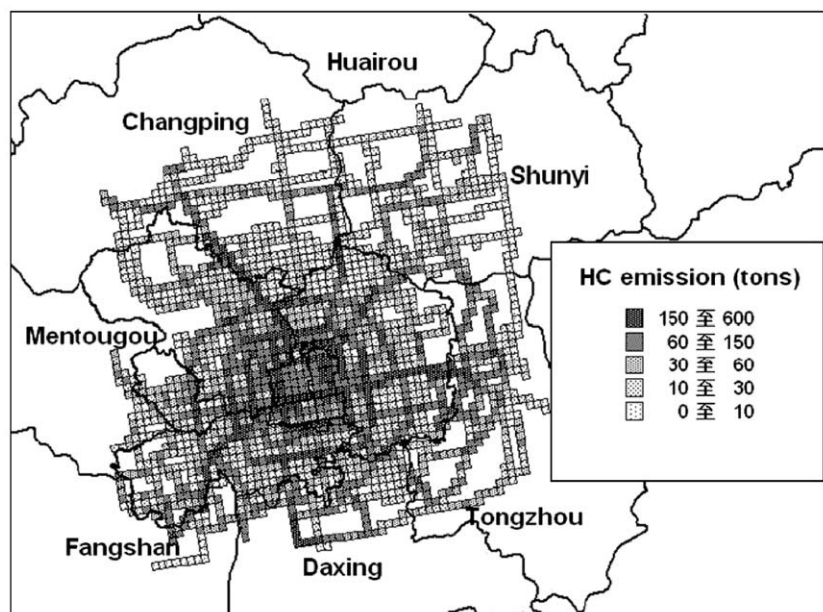 Huairou
Changping
Shunyi
HC emission (tons)
150 至 600
60 至 150
30 至 60
10 至 30
0 至 10
Mentougou
Tongzhou
Fangshan
Daxing